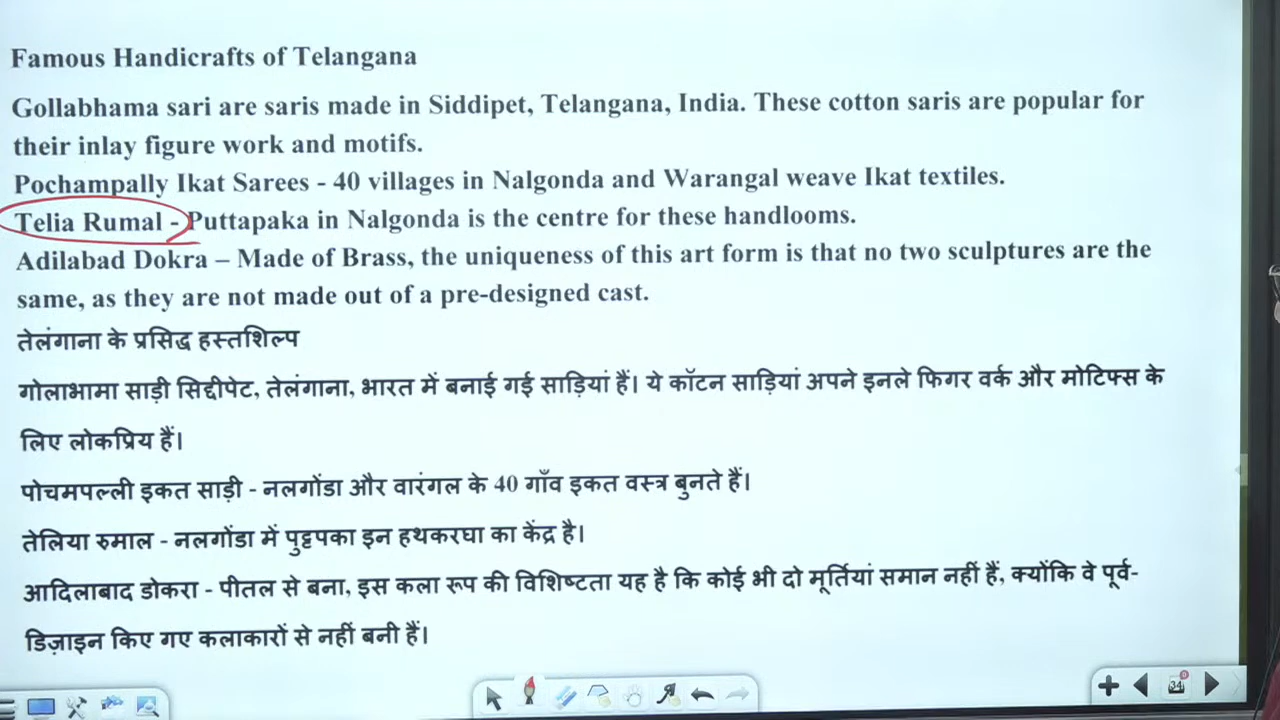 Famous Handicrafts of Telangana
Gollabhama sari are saris made in Siddipet, Telangana, India. These cotton saris are popular for
their inlay figure work and motifs.
Pochampally Ikat Sarees - 40 villages in Nalgonda and Warangal weave Ikat textiles.
Telia Rumal - Puttapaka in Nalgonda is the centre for these handlooms.
Adilabad Dokra – Made of Brass, the uniqueness of this art form is that no two sculptures are the
same, as they are not made out of a pre-designed cast.
तेलंगाना के प्रसिद्ध हस्तशिल्प
गोलाभामा साड़ी सिद्दीपेट, तेलंगाना, भारत में बनाई गई साड़ियां हैं। ये कॉटन साड़ियां अपने इनले फिगर वर्क और मोटिफ्स के
लिए लोकप्रिय हैं।
पोचमपल्ली इकत साड़ी - नलगोंडा और वारंगल के 40 गाँव इकत वस्त्र बुनते हैं।
तेलिया रुमाल - नलगोंडा में पुट्टपका इन हथकरघा का केंद्र है।
आदिलाबाद डोकरा - पीतल से बना, इस कला रूप की विशिष्टता यह है कि कोई भी दो मूर्तियां समान नहीं हैं, क्योंकि वे पूर्व-
डिज़ाइन किए गए कलाकारों से नहीं बनी हैं।
34